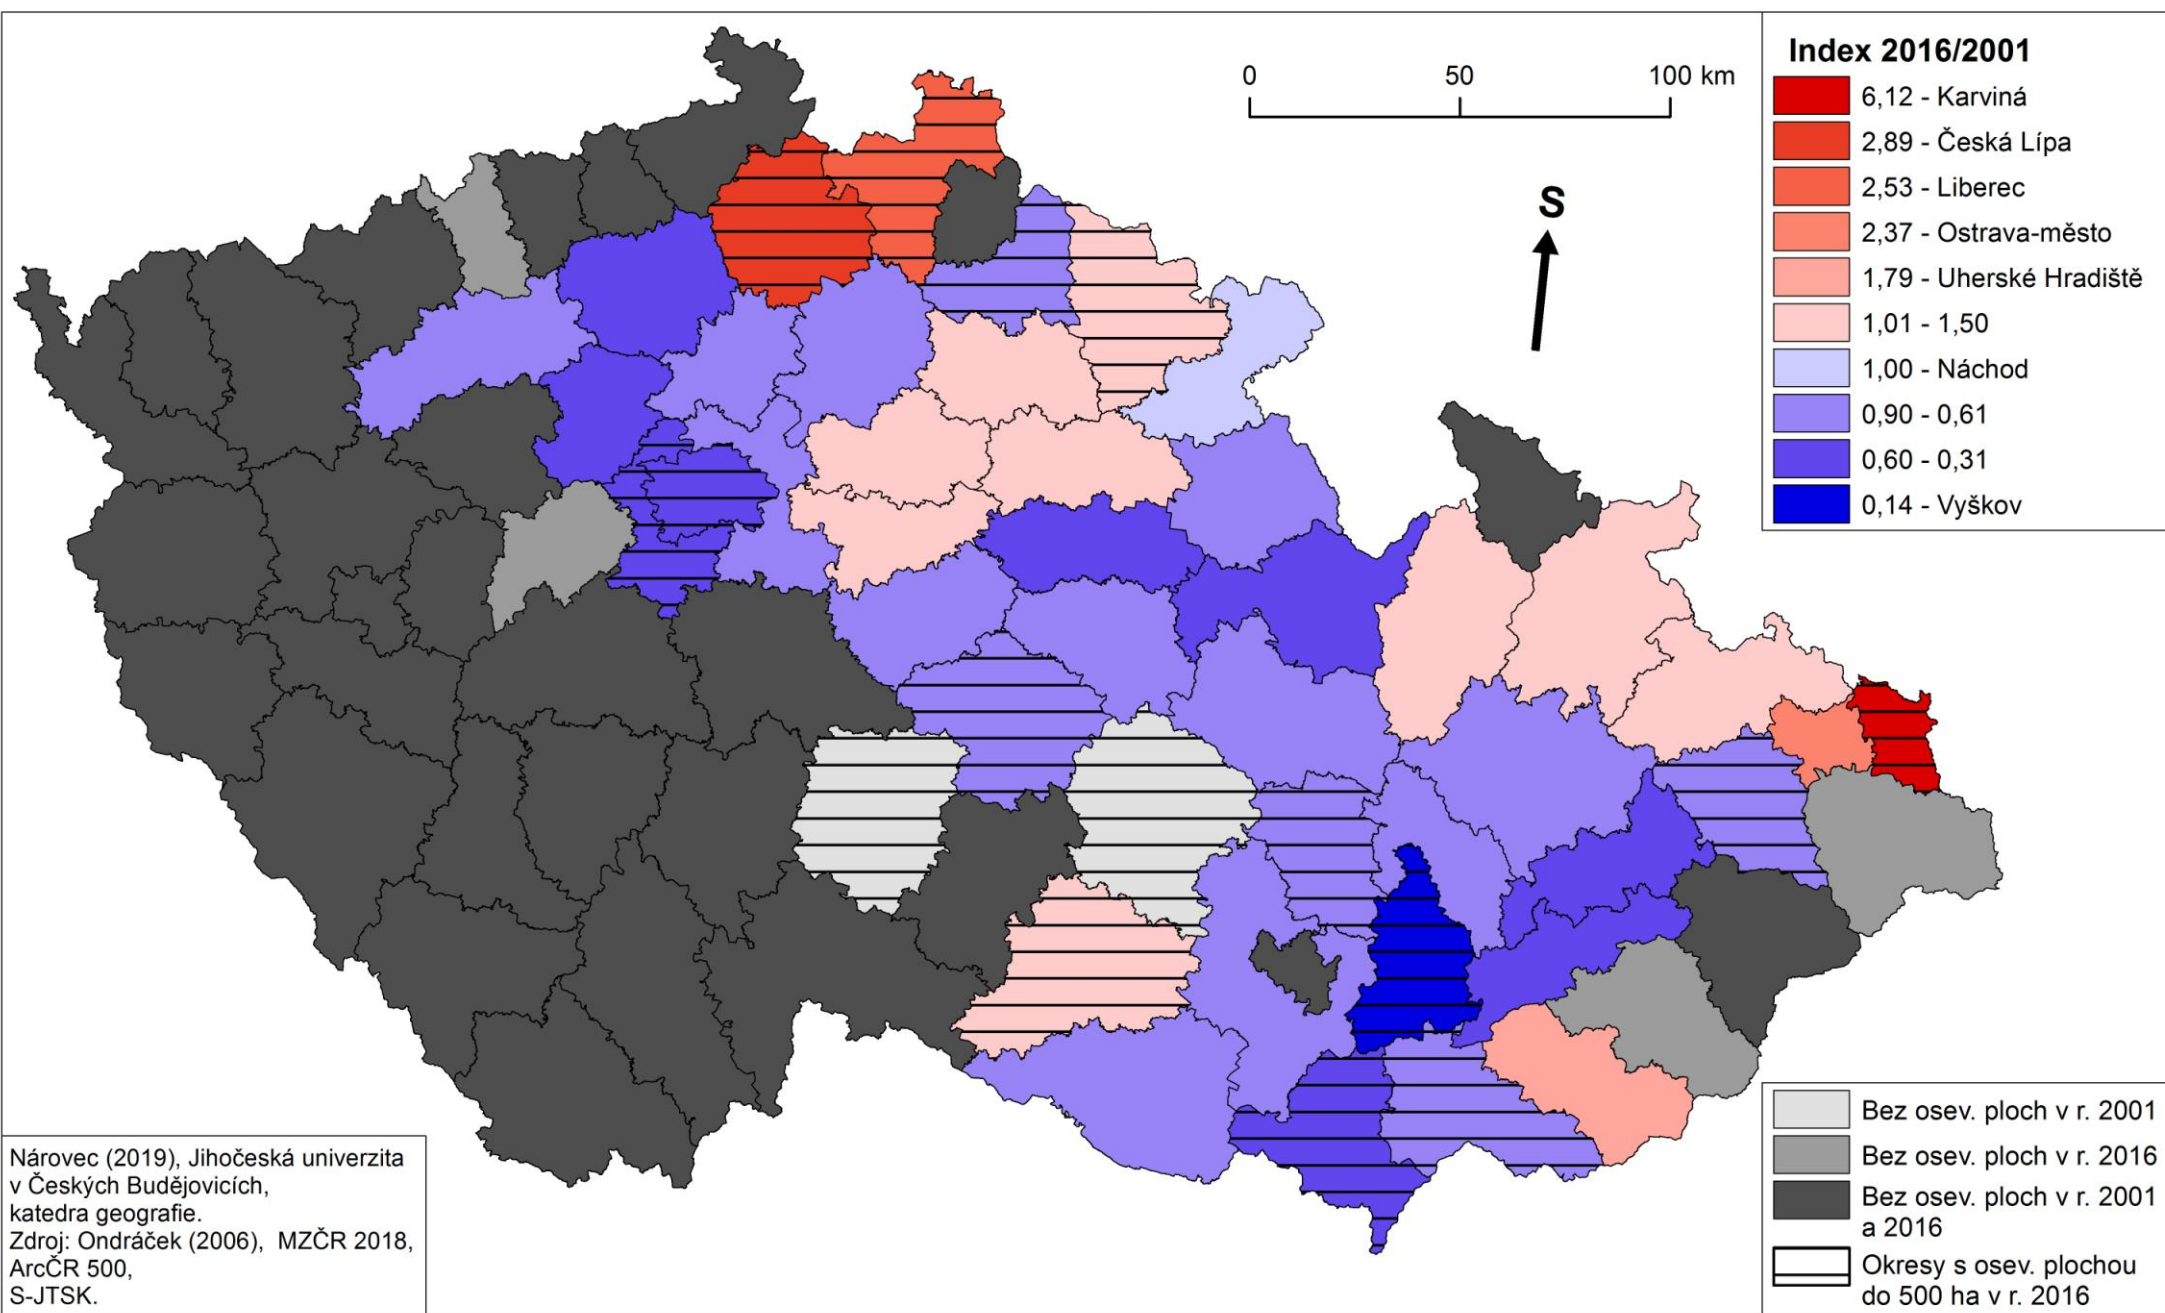 0 50 100 km
S
Index 2016/2001
6,12 - Karviná
2,89 - Česká Lípa
2,53 - Liberec
2,37 - Ostrava-město
1,79 - Uherské Hradiště
1,01 - 1,50
1,00 - Náchod
0,90 - 0,61
0,60 - 0,31
0,14 - Vyškov
Bez osev. ploch v r. 2001
Bez osev. ploch v r. 2016
Bez osev. ploch v r. 2001
a 2016
Okresy s osev. plochou
do 500 ha v r. 2016
Nárovec (2019), Jihočeská univerzita
v Českých Budějovicích,
katedra geografie.
Zdroj: Ondráček (2006), MZČR 2018,
ArcČR 500,
S-JTSK.